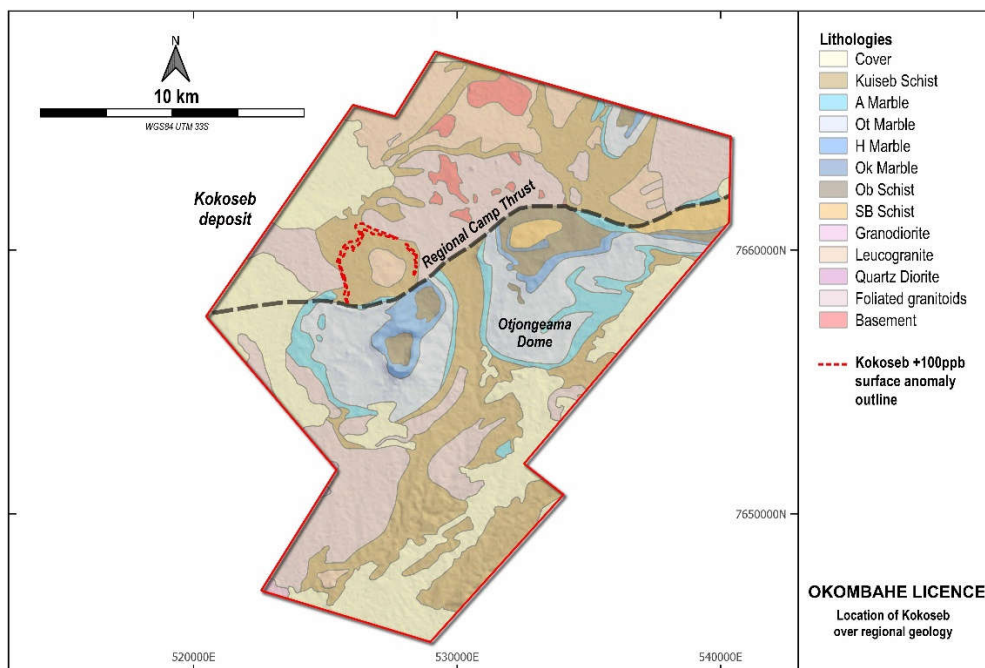 N
10 km
WGS84 UTM 33S
Kokoseb
deposit
Regional Camp Thrust
Otjongeama
Dome
7660000N
7650000N
520000E
530000E
540000E
Lithologies
Cover
Kuiseb Schist
A Marble
Ot Marble
H Marble
Ok Marble
Ob Schist
SB Schist
Granodiorite
Leucogranite
Quartz Diorite
Foliated granitoids
Basement
Kokoseb +100ppb
surface anomaly
outline
OKOMBAHE LICENCE
Location of Kokoseb
over regional geology